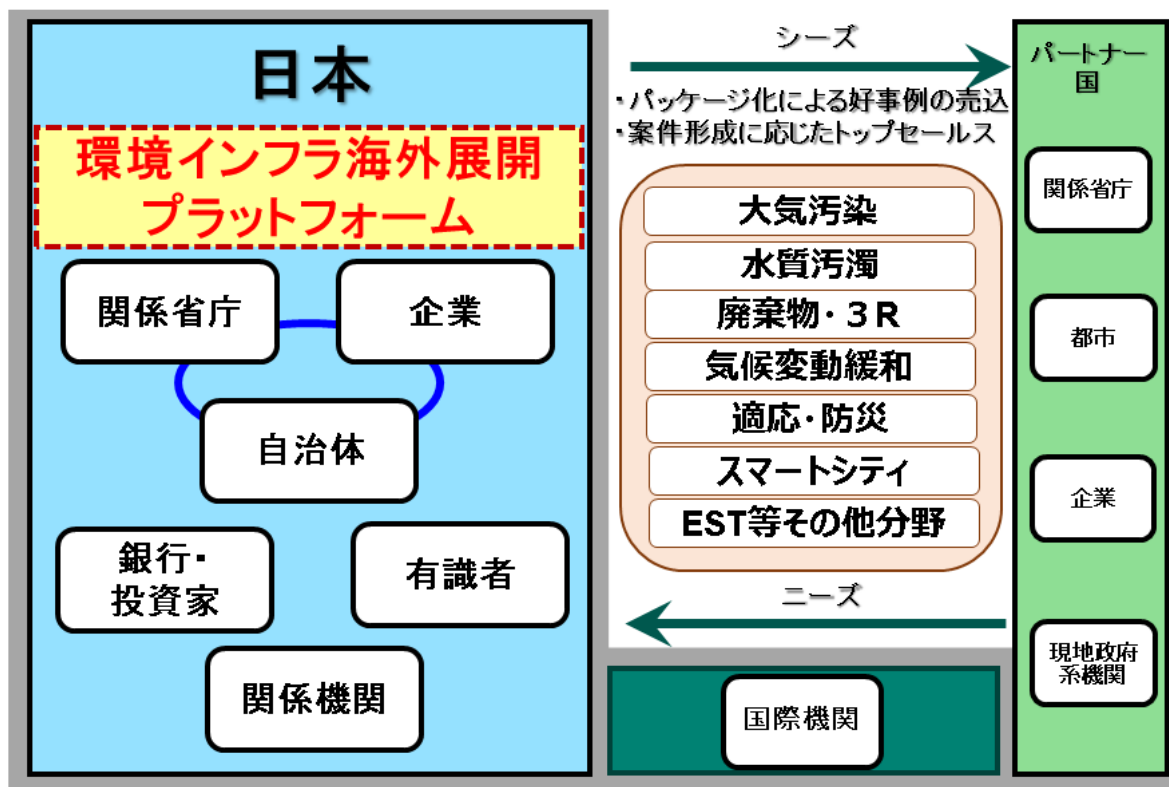 日本
環境インフラ海外展開
プラットフォーム
関係省庁
企業
自治体
銀行・
投資家
有識者
関係機関
シーズ
・パッケージ化による好事例の売込
・案件形成に応じたトップセールス
大気汚染
水質汚濁
廃棄物・３Ｒ
気候変動緩和
適応・防災
スマートシティ
EST等その他分野
ニーズ
国際機関
パートナー
国
関係省庁
都市
企業
現地政府
系機関